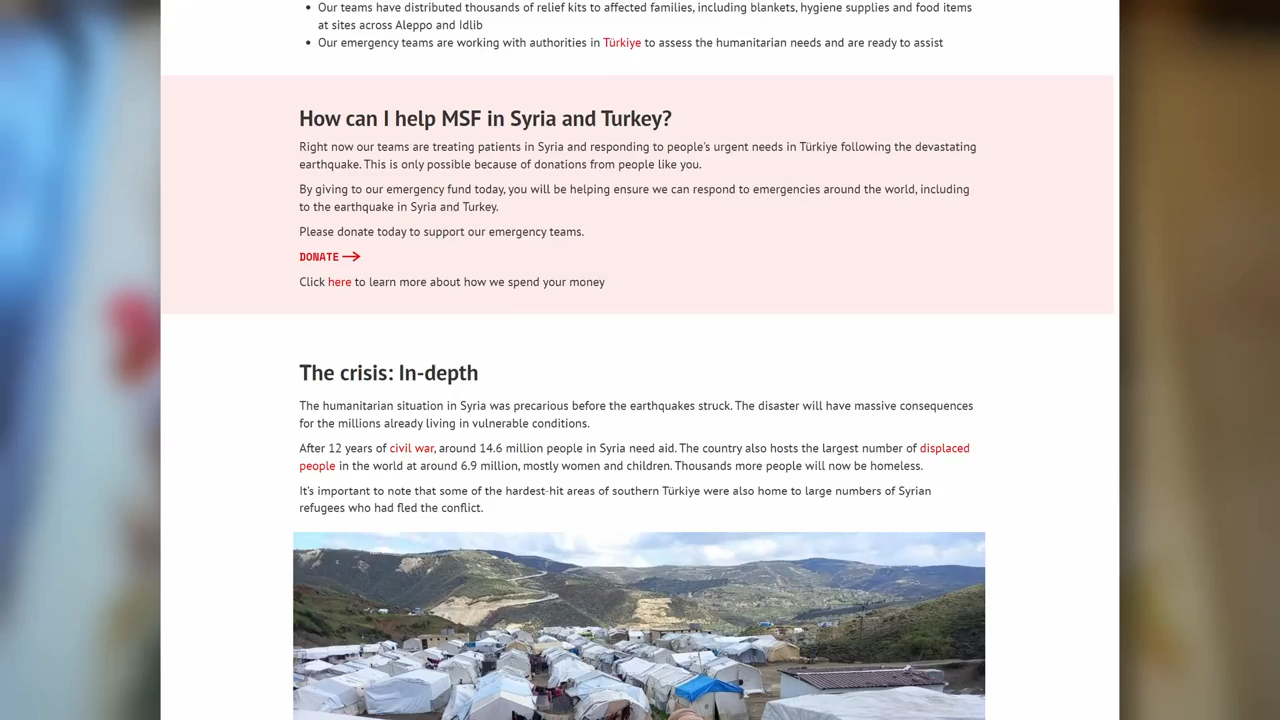 • Our teams have distributed thousands of relief kits to affected families, including blankets, hygiene supplies and food items
at sites across Aleppo and Idlib
• Our emergency teams are working with authorities in Türkiye to assess the humanitarian needs and are ready to assist
How can I help MSF in Syria and Turkey?
Right now our teams are treating patients in Syria and responding to people's urgent needs in Türkiye following the devastating
earthquake. This is only possible because of donations from people like you.
By giving to our emergency fund today, you will be helping ensure we can respond to emergencies around the world, including
to the earthquake in Syria and Turkey.
Please donate today to support our emergency teams.
DONATE →
Click here to learn more about how we spend your money
The crisis: In-depth
The humanitarian situation in Syria was precarious before the earthquakes struck. The disaster will have massive consequences
for the millions already living in vulnerable conditions.
After 12 years of civil war, around 14.6 million people in Syria need aid. The country also hosts the largest number of displaced
people in the world at around 6.9 million, mostly women and children. Thousands more people will now be homeless.
It's important to note that some of the hardest-hit areas of southern Türkiye were also home to large numbers of Syrian
refugees who had fled the conflict.